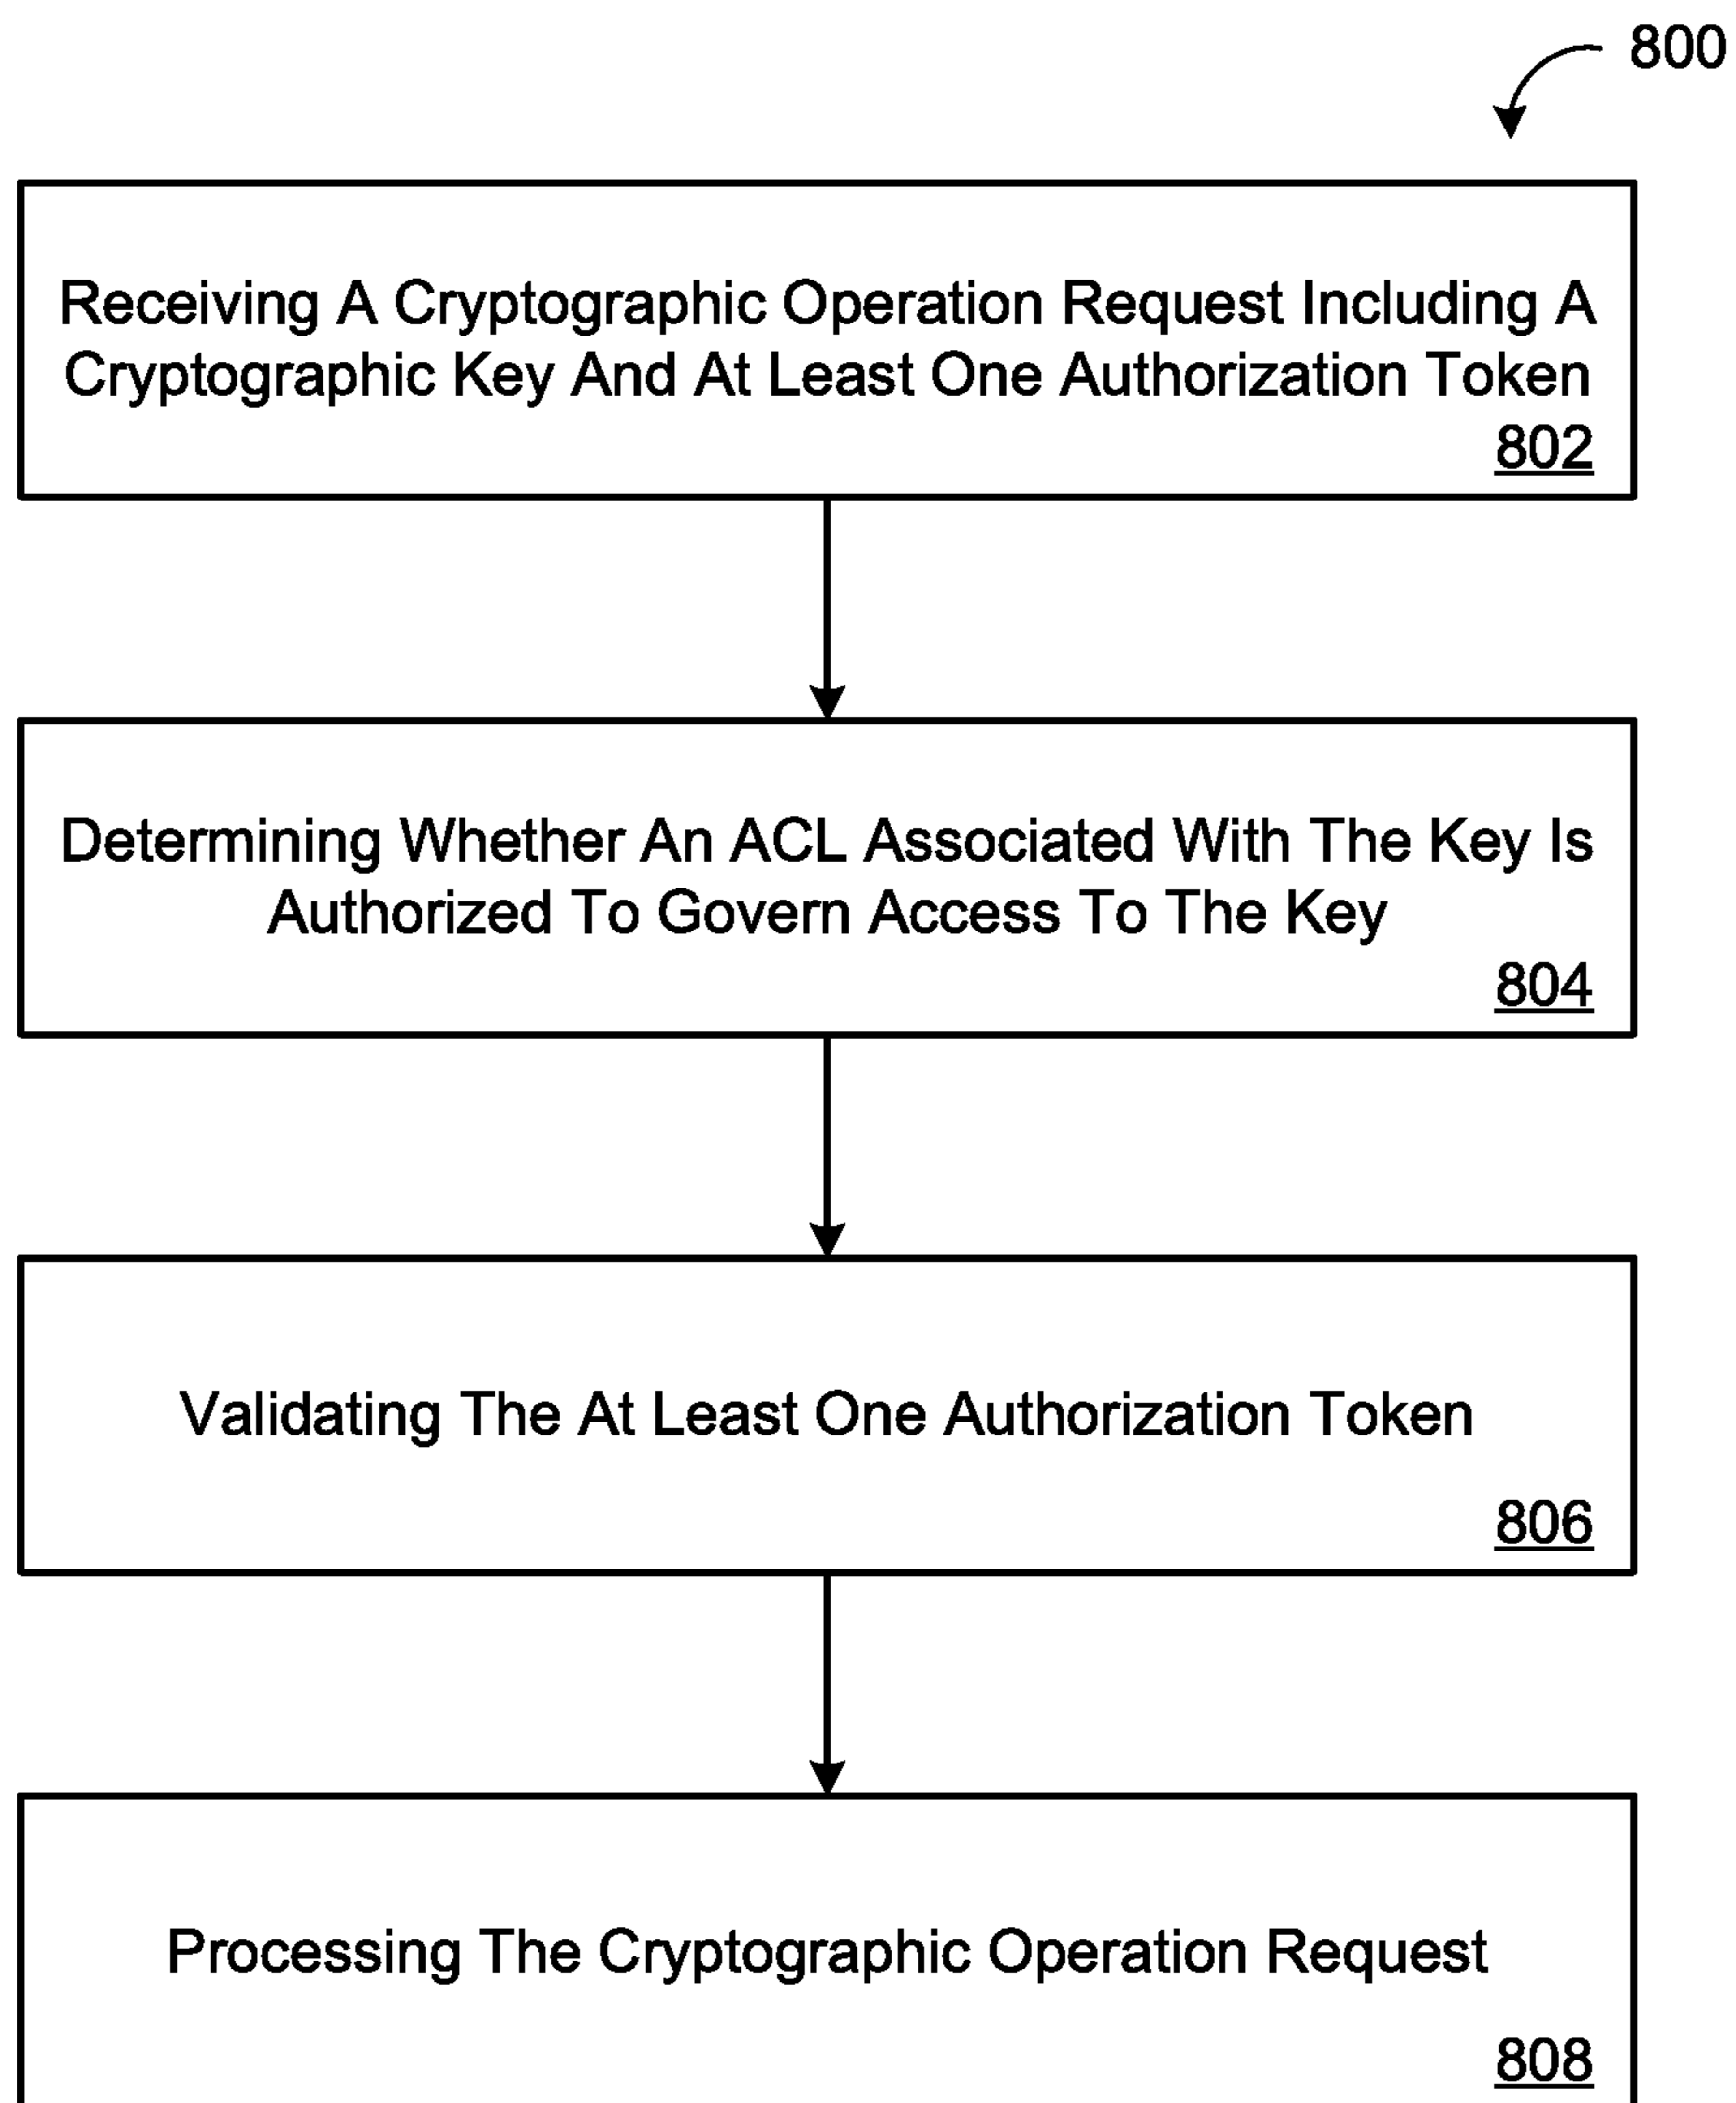 800
Receiving A Cryptographic Operation Request Including A
Cryptographic Key And At Least One Authorization Token
802
Determining Whether An ACL Associated With The Key Is
Authorized To Govern Access To The Key
804
Validating The At Least One Authorization Token
806
Processing The Cryptographic Operation Request
808